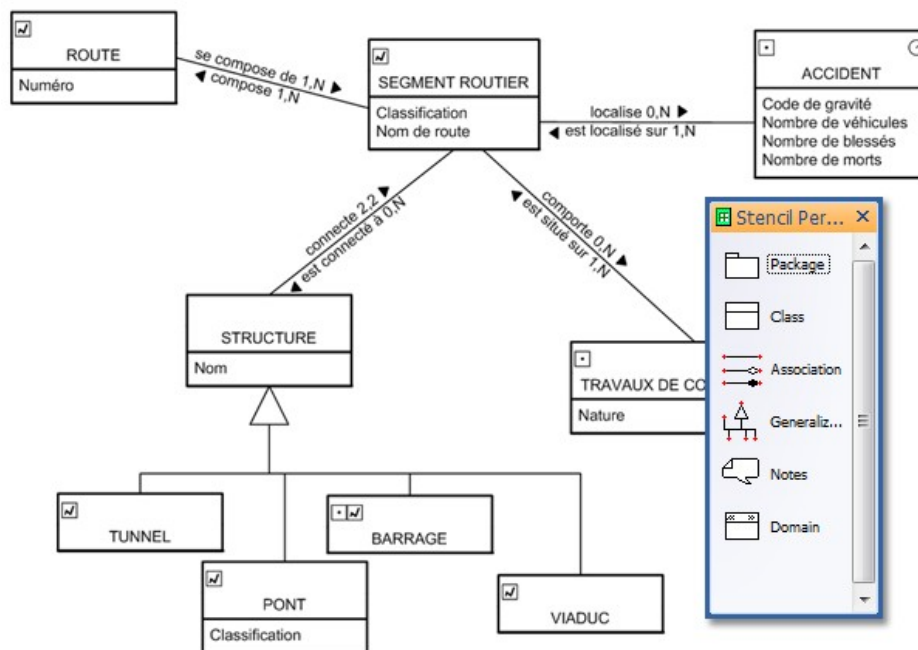 ROUTE
Numéro
se compose de 1,N
compose 1,N
SEGMENT ROUTIER
Classification
Nom de route
localise 0,N
est localisé sur 1,N
ACCIDENT
Code de gravité
Nombre de véhicules
Nombre de blessés
Nombre de morts
connecte 2,2
est connecté à 0,N
comporte 0,N
est situé sur 1,N
STRUCTURE
Nom
TRAVAUX DE CO
Nature
TUNNEL
PONT
Classification
BARRAGE
VIADUC
Stencil Per...
Package
Class
Association
Generaliz...
Notes
Domain